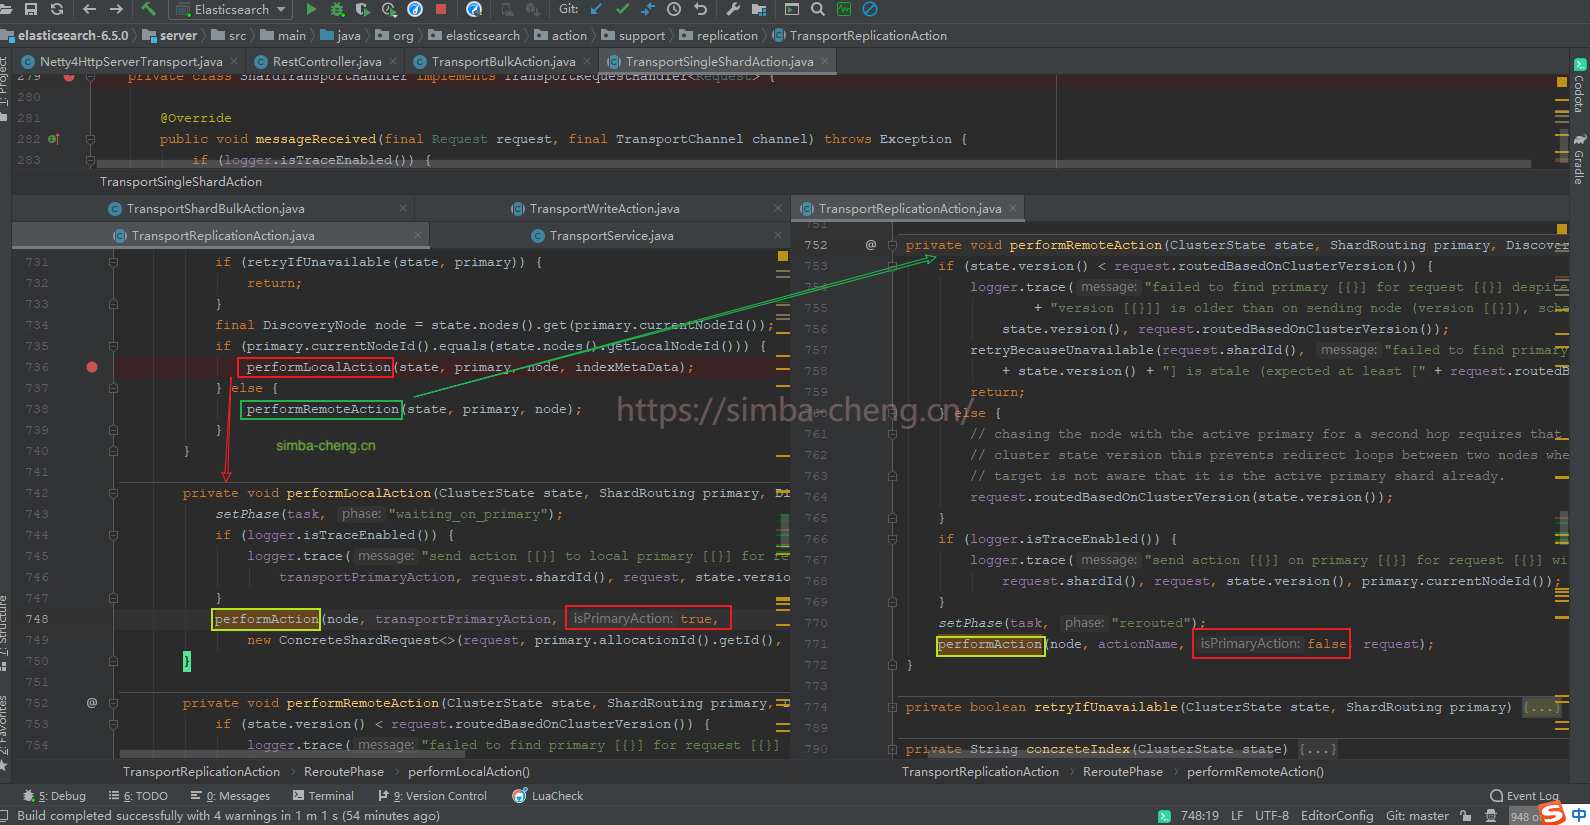 Elasticsearch Git:
elasticsearch-6.5.0 server src main java org elasticsearch action support replication TransportReplicationAction
Netty4HttpServerTransport.java RestController.java TransportBulkAction.java TransportSingleShardAction.java
1: Project
Codota
Gradle
279 private class ShardTransportHandler implements TransportRequestHandler<Request> {
280
281 @Override
282 public void messageReceived(final Request request, final TransportChannel channel) throws Exception {
283 if (logger.isTraceEnabled()) {
TransportSingleShardAction
TransportShardBulkAction.java TransportWriteAction.java
TransportReplicationAction.java TransportService.java
731 if (retryIfUnavailable(state, primary)) {
732 return;
733 }
734 final DiscoveryNode node = state.nodes().get(primary.currentNodeId());
735 if (primary.currentNodeId().equals(state.nodes().getLocalNodeId())) {
736 performLocalAction(state, primary, node, indexMetaData);
737 } else {
738 performRemoteAction(state, primary, node);
739 }
simba-cheng.cn
740 }
741
742 private void performLocalAction(ClusterState state, ShardRouting primary, Di
743 setPhase(task, phase: "waiting_on_primary");
744 if (logger.isTraceEnabled()) {
745 logger.trace( message: "send action [{}] to local primary [{}] for re
746 transportPrimaryAction, request.shardId(), request, state.versio
747 }
748 performAction(node, transportPrimaryAction, isPrimaryAction: true,
749 new ConcreteShardRequest<>(request, primary.allocationId().getId(),
750 }
751
752 @ private void performRemoteAction(ClusterState state, ShardRouting primary, D
753 if (state.version() < request.routedBasedOnClusterVersion()) {
754 logger.trace( message: "failed to find primary [{}] for request [{}]
TransportReplicationAction › ReroutePhase › performLocalAction()
https://simba-cheng.cn/
TransportReplicationAction.java
751
752 @ private void performRemoteAction(ClusterState state, ShardRouting primary, Discover
753 if (state.version() < request.routedBasedOnClusterVersion()) {
754 logger.trace( message: "failed to find primary [{}] for request [{}] despite
755 + "version [{}]] is older than on sending node (version [{}]), sche
756 state.version(), request.routedBasedOnClusterVersion());
757 retryBecauseUnavailable(request.shardId(), message: "failed to find primary
758 + state.version() + "] is stale (expected at least [" + request.routedB
759 return;
760 } else {
761 // chasing the node with the active primary for a second hop requires that
762 // cluster state version this prevents redirect loops between two nodes whe
763 // target is not aware that it is the active primary shard already.
764 request.routedBasedOnClusterVersion(state.version());
765 }
766 if (logger.isTraceEnabled()) {
767 logger.trace( message: "send action [{}] on primary [{}] for request [{}] wi
768 request.shardId(), request, state.version(), primary.currentNodeId());
769 }
770 setPhase(task, phase: "rerouted");
771 performAction(node, actionName, isPrimaryAction: false, request);
772 }
773
774 private boolean retryIfUnavailable(ClusterState state, ShardRouting primary) {...}
789
790 private String concreteIndex(ClusterState state) {...}
TransportReplicationAction › ReroutePhase › performRemoteAction()
7: Structure
2: Favorites
5: Debug 6: TODO 0: Messages Terminal 9: Version Control LuaCheck Event Log
Build completed successfully with 4 warnings in 1 m 1 s (54 minutes ago) 748:19 LF UTF-8 EditorConfig Git: master 948 o 中